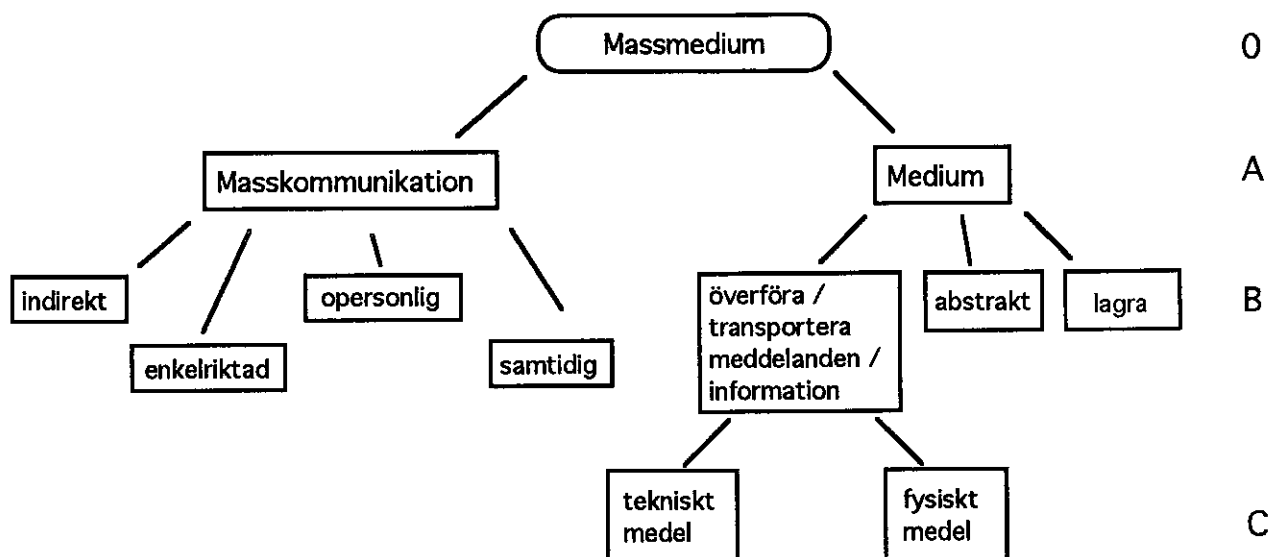 Massmedium
0
Masskommunikation
Medium
A
indirekt
enkelriktad
opersonlig
samtidig
överföra /
transportera
meddelanden /
information
abstrakt
lagra
B
tekniskt
medel
fysiskt
medel
C